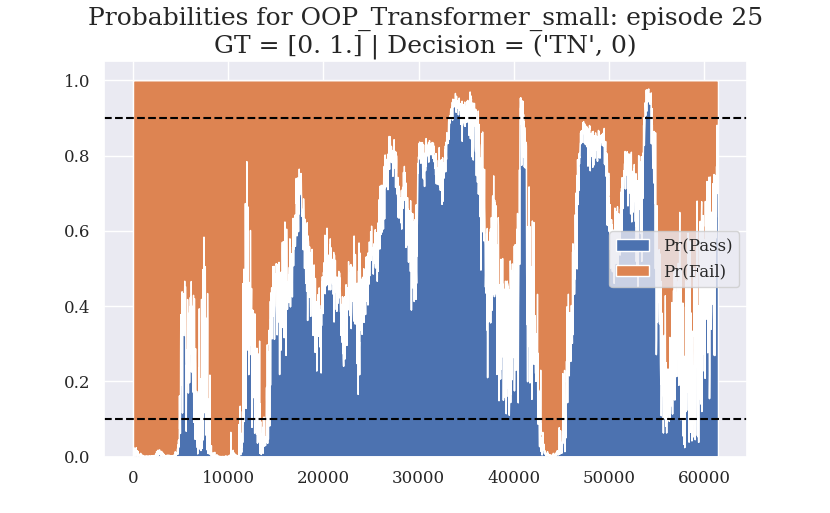 Probabilities for OOP_Transformer_small: episode 25
GT = [0. 1.] | Decision = ('TN', 0)
1.0
0.8
0.6
0.4
0.2
0.0
Pr(Pass)
Pr(Fail)
0 10000 20000 30000 40000 50000 60000